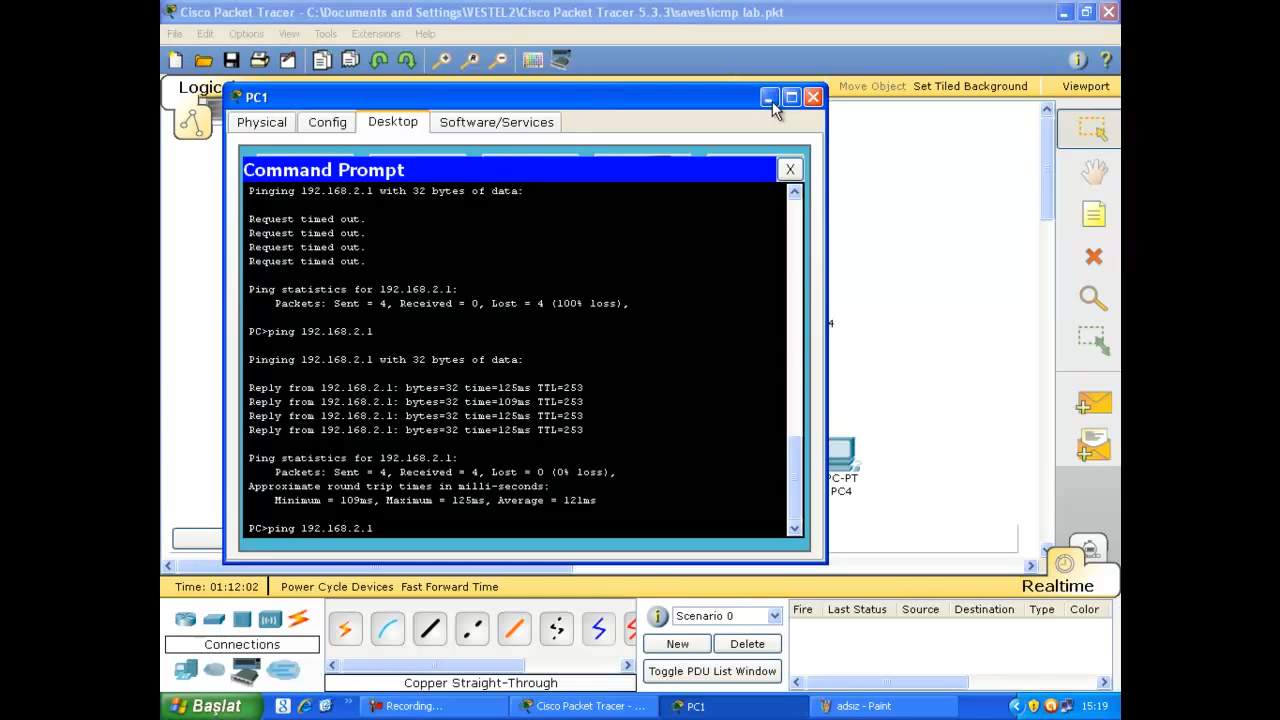 Cisco Packet Tracer - C:\Documents and Settings\VESTEL2\Cisco Packet Tracer 5.3.3\saves\icmp lab.pkt
File Edit Options View Tools Extensions Help
Logic
Move Object Set Tiled Background Viewport
PC1
Physical Config Desktop Software/Services
Command Prompt X
Pinging 192.168.2.1 with 32 bytes of data:
Request timed out.
Request timed out.
Request timed out.
Request timed out.
Ping statistics for 192.168.2.1:
Packets: Sent = 4, Received = 0, Lost = 4 (100% loss),
PC>ping 192.168.2.1
Pinging 192.168.2.1 with 32 bytes of data:
Reply from 192.168.2.1: bytes=32 time=125ms TTL=253
Reply from 192.168.2.1: bytes=32 time=109ms TTL=253
Reply from 192.168.2.1: bytes=32 time=125ms TTL=253
Reply from 192.168.2.1: bytes=32 time=125ms TTL=253
Ping statistics for 192.168.2.1:
Packets: Sent = 4, Received = 4, Lost = 0 (0% loss),
Approximate round trip times in milli-seconds:
Minimum = 109ms, Maximum = 125ms, Average = 121ms
PC>ping 192.168.2.1
4
PC-PT
PC4
Time: 01:12:02 Power Cycle Devices Fast Forward Time
Realtime
Connections
Copper Straight-Through
Scenario 0
New Delete
Toggle PDU List Window
Fire Last Status Source Destination Type Color
Başlat
Recording...
Cisco Packet Tracer - ...
PC1
adsız - Paint
15:19